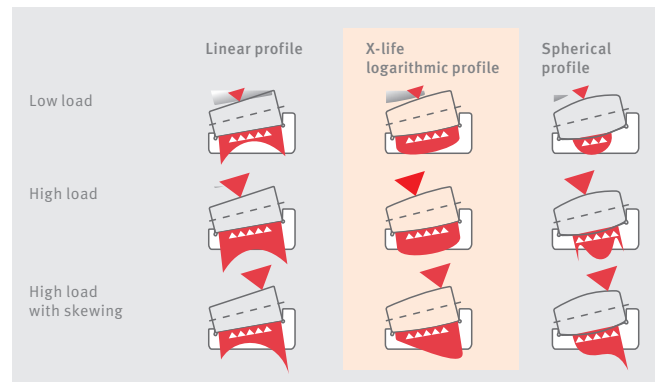 Linear profile
X-life
logarithmic profile
Spherical
profile
Low load
High load
High load
with skewing